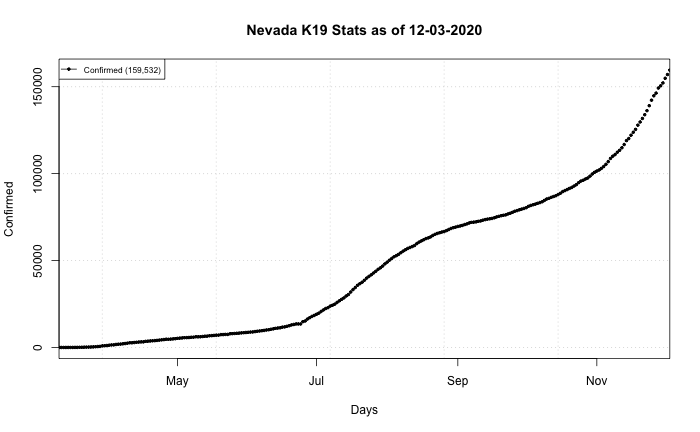 Nevada K19 Stats as of 12-03-2020
Confirmed (159,532)
150000
100000
50000
0
Confirmed
May Jul Sep Nov
Days